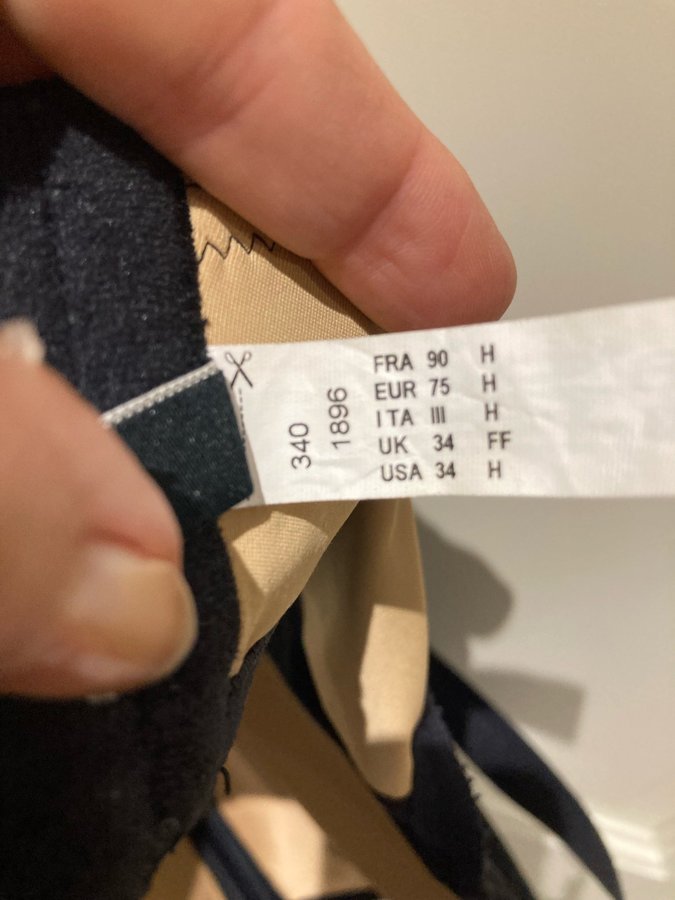 340
1896
FRA 90 H
EUR 75 H
ITA III H
UK 34 FF
USA 34 H